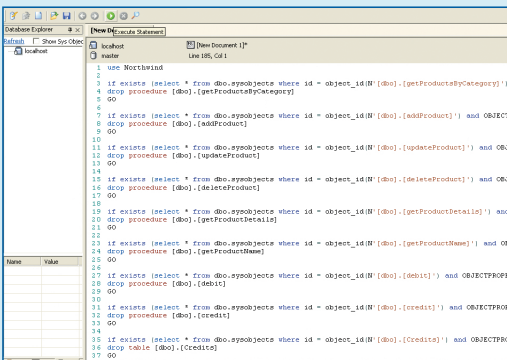 Database Explorer
[New D
Execute Statement
Refresh Show Sys Objec
localhost
localhost
[New Document 1]*
master
Line 185, Col 1
1 use Northwind
2
3 if exists (select * from dbo.sysobjects where id = object_id(N'[dbo].[getProductsByCategory]')
4 drop procedure [dbo].[getProductsByCategory]
5 GO
6
7 if exists (select * from dbo.sysobjects where id = object_id(N'[dbo].[addProduct]') and OBJECT
8 drop procedure [dbo].[addProduct]
9 GO
10
11 if exists (select * from dbo.sysobjects where id = object_id(N'[dbo].[updateProduct]') and OBJ
12 drop procedure [dbo].[updateProduct]
13 GO
14
15 if exists (select * from dbo.sysobjects where id = object_id(N'[dbo].[deleteProduct]') and OBJ
16 drop procedure [dbo].[deleteProduct]
17 GO
18
19 if exists (select * from dbo.sysobjects where id = object_id(N'[dbo].[getProductDetails]') and
20 drop procedure [dbo].[getProductDetails]
21 GO
22
23 if exists (select * from dbo.sysobjects where id = object_id(N'[dbo].[getProductName]') and OB
24 drop procedure [dbo].[getProductName]
25 GO
26
27 if exists (select * from dbo.sysobjects where id = object_id(N'[dbo].[debit]') and OBJECTPROPE
28 drop procedure [dbo].[debit]
29 GO
30
31 if exists (select * from dbo.sysobjects where id = object_id(N'[dbo].[credit]') and OBJECTPROP
32 drop procedure [dbo].[credit]
33 GO
34
35 if exists (select * from dbo.sysobjects where id = object_id(N'[dbo].[Credits]') and OBJECTPRO
36 drop table [dbo].[Credits]
37 GO
Name Value